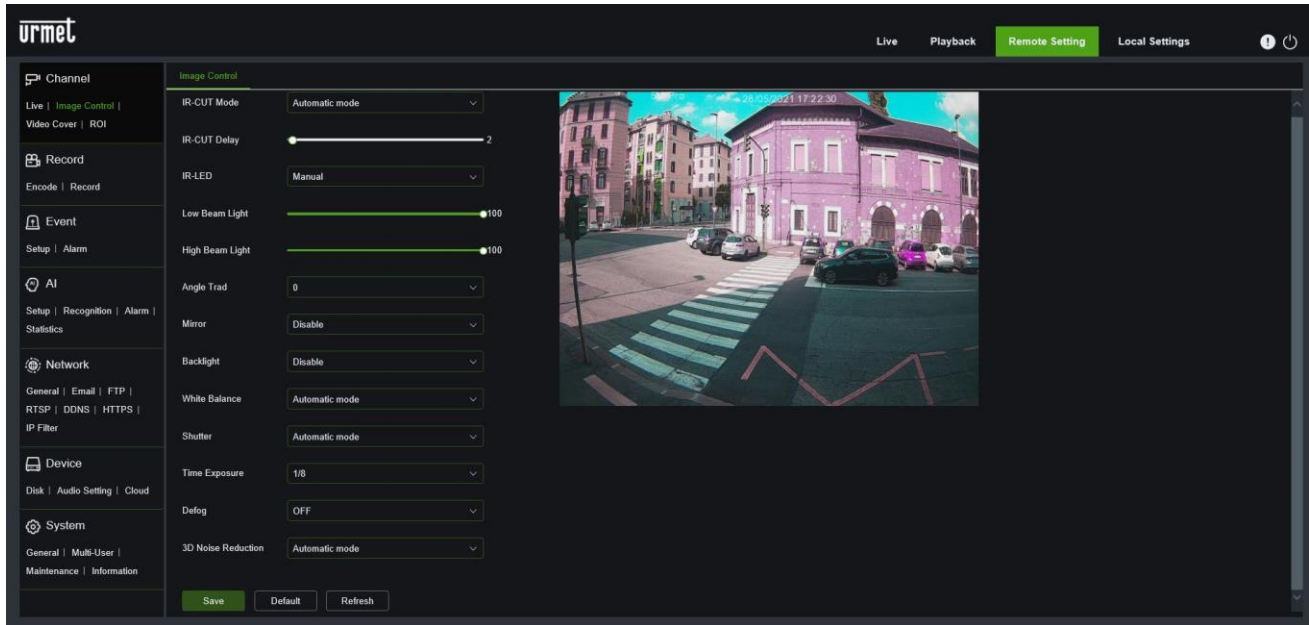 urmet
Live Playback Remote Setting Local Settings
Channel
Live | Image Control |
Video Cover | ROI
Record
Encode | Record
Event
Setup | Alarm
AI
Setup | Recognition | Alarm |
Statistics
Network
General | Email | FTP |
RTSP | DDNS | HTTPS |
IP Filter
Device
Disk | Audio Setting | Cloud
System
General | Multi-User |
Maintenance | Information
Image Control
IR-CUT Mode Automatic mode
IR-CUT Delay 2
IR-LED Manual
Low Beam Light 100
High Beam Light 100
Angle Trad 0
Mirror Disable
Backlight Disable
White Balance Automatic mode
Shutter Automatic mode
Time Exposure 1/8
Defog OFF
3D Noise Reduction Automatic mode
Save Default Refresh
28/05/2021 17:22:30